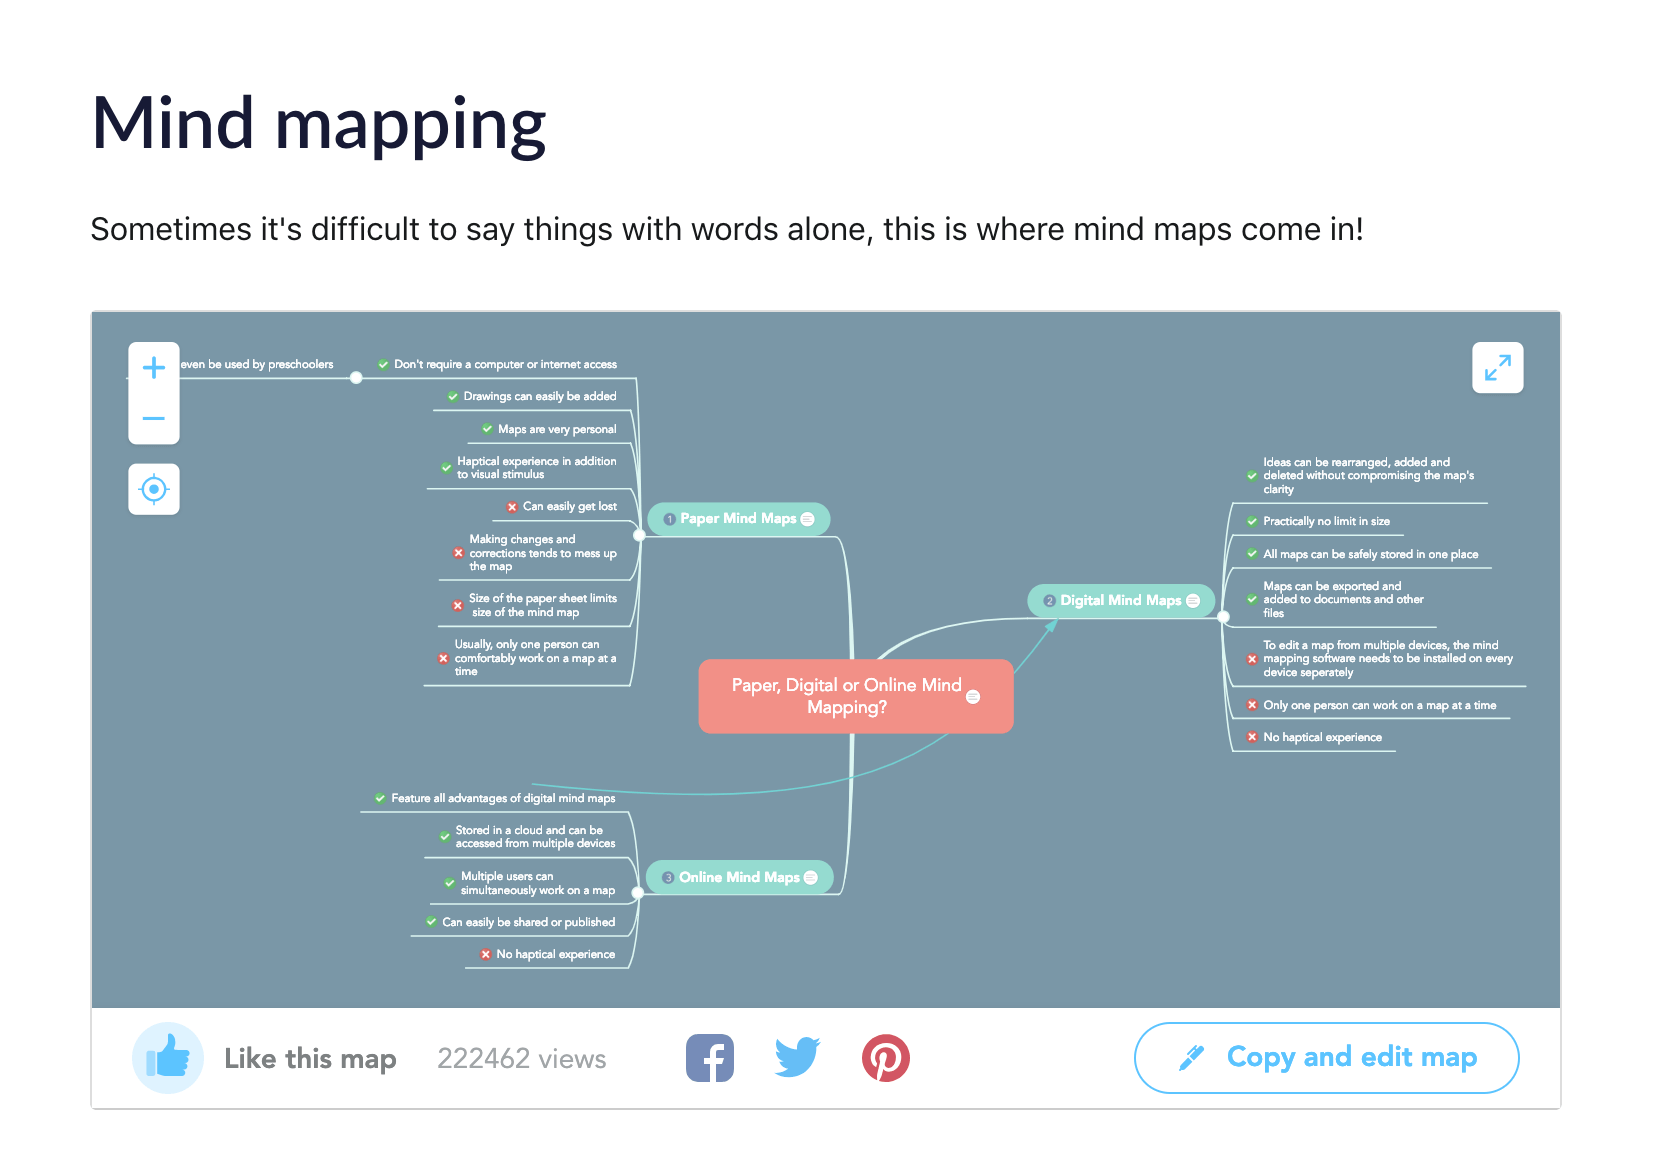 Mind mapping
Sometimes it's difficult to say things with words alone, this is where mind maps come in!
even be used by preschoolers
Don't require a computer or internet access
Drawings can easily be added
Maps are very personal
Haptical experience in addition
to visual stimulus
Can easily get lost
Making changes and
corrections tends to mess up
the map
Size of the paper sheet limits
size of the mind map
Usually, only one person can
comfortably work on a map at a
time
1 Paper Mind Maps
Paper, Digital or Online Mind
Mapping?
2 Digital Mind Maps
Ideas can be rearranged, added and
deleted without compromising the map's
clarity
Practically no limit in size
All maps can be safely stored in one place
Maps can be exported and
added to documents and other
files
To edit a map from multiple devices, the mind
mapping software needs to be installed on every
device seperately
Only one person can work on a map at a time
No haptical experience
Feature all advantages of digital mind maps
Stored in a cloud and can be
accessed from multiple devices
Multiple users can
simultaneously work on a map
Can easily be shared or published
No haptical experience
3 Online Mind Maps
Like this map
222462 views
Copy and edit map